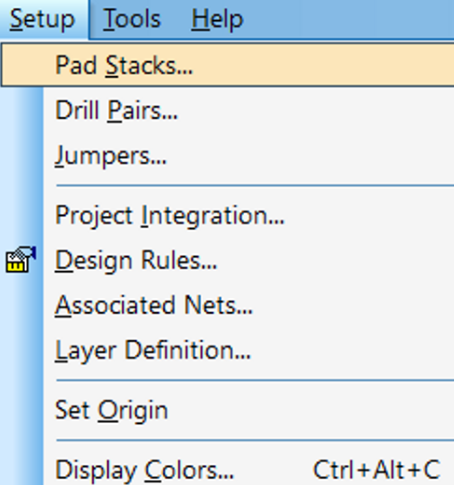 Setup Tools Help
Pad Stacks...
Drill Pairs...
Jumpers...
Project Integration...
Design Rules...
Associated Nets...
Layer Definition...
Set Origin
Display Colors... Ctrl+Alt+C